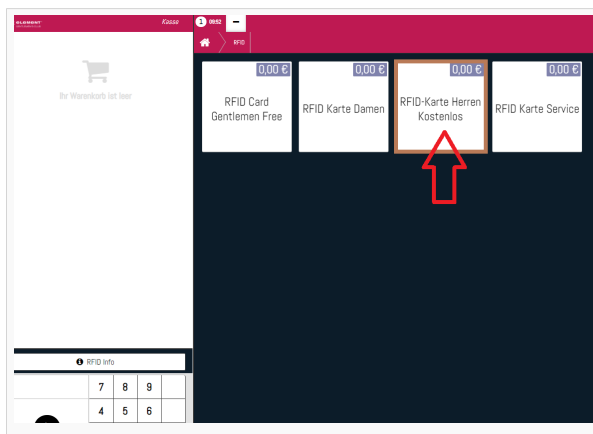 ELEMENT
Kasse
1 09:52
RFID
Ihr Warenkorb ist leer
0,00 €
RFID Card
Gentlemen Free
0,00 €
RFID Karte Damen
0,00 €
RFID-Karte Herren
Kostenlos
0,00 €
RFID Karte Service
RFID Info
7 8 9
4 5 6